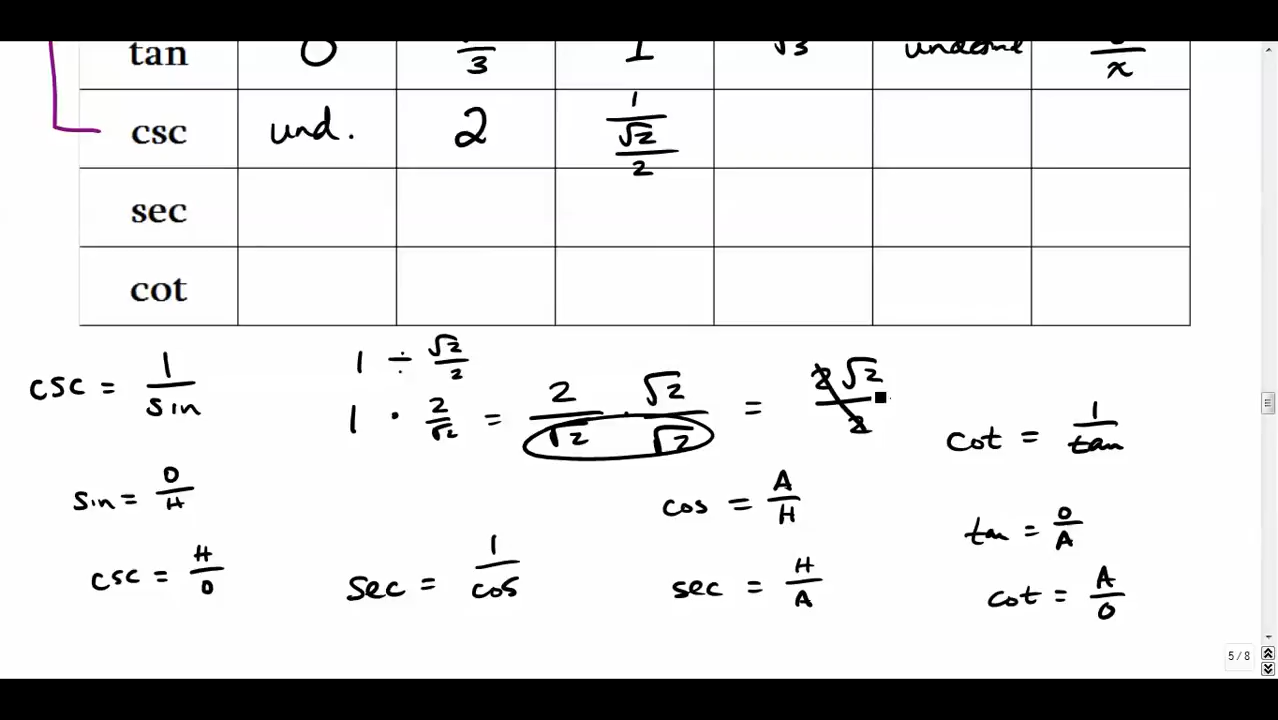 tan 0 /3 1 √3 /x
csc und. 2 1/(√2/2)
sec
cot
csc = 1/sin
1 ÷ √2/2
1 · 2/√2 = 2/√2 · √2/√2 = 2√2/2
cot = 1/tan
sin = O/H
cos = A/H
tan = O/A
csc = H/O
sec = 1/cos
sec = H/A
cot = A/O
5 / 8